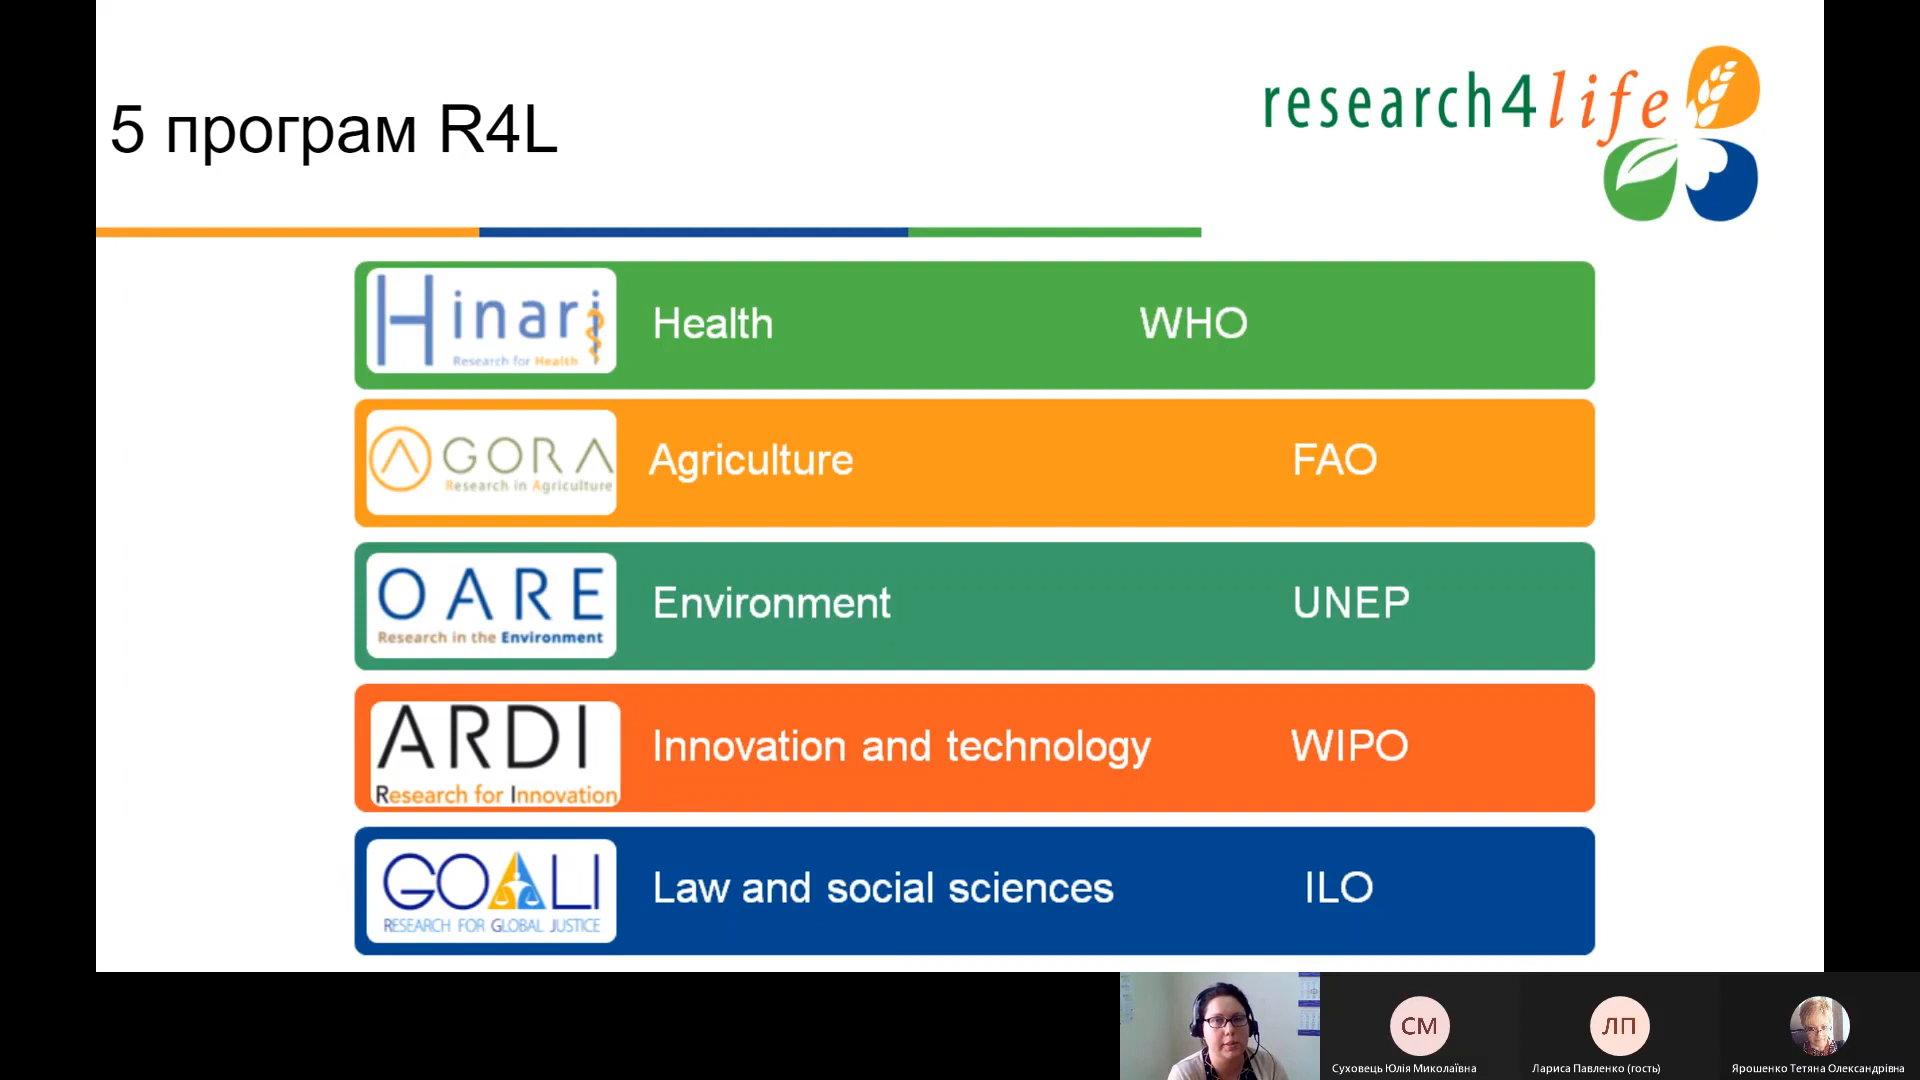 5 програм R4L
research4life
Hinari
Research for Health
Health WHO
AGORA
Research in Agriculture
Agriculture FAO
OARE
Research in the Environment
Environment UNEP
ARDI
Research for Innovation
Innovation and technology WIPO
GOALI
RESEARCH FOR GLOBAL JUSTICE
Law and social sciences ILO
СМ
ЛП
Суховець Юлія Миколаївна
Лариса Павленко (гость)
Ярошенко Тетяна Олександрівна